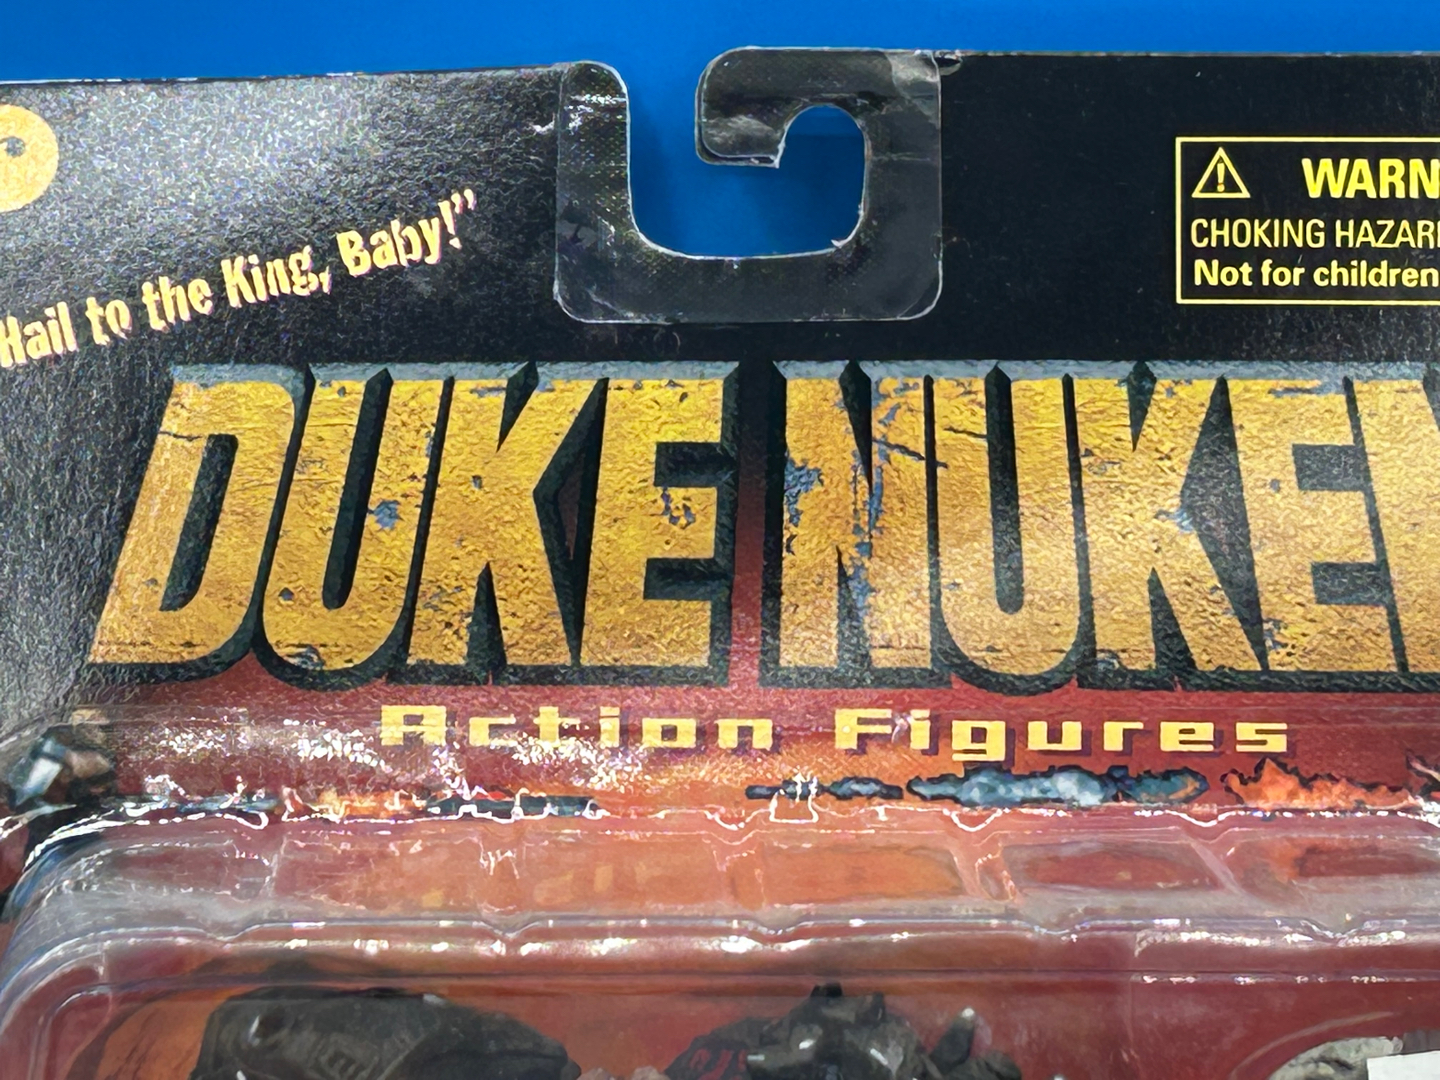 Hail to the King, Baby!”
WARN
CHOKING HAZAR
Not for children
DUKE NUKE
Action Figures